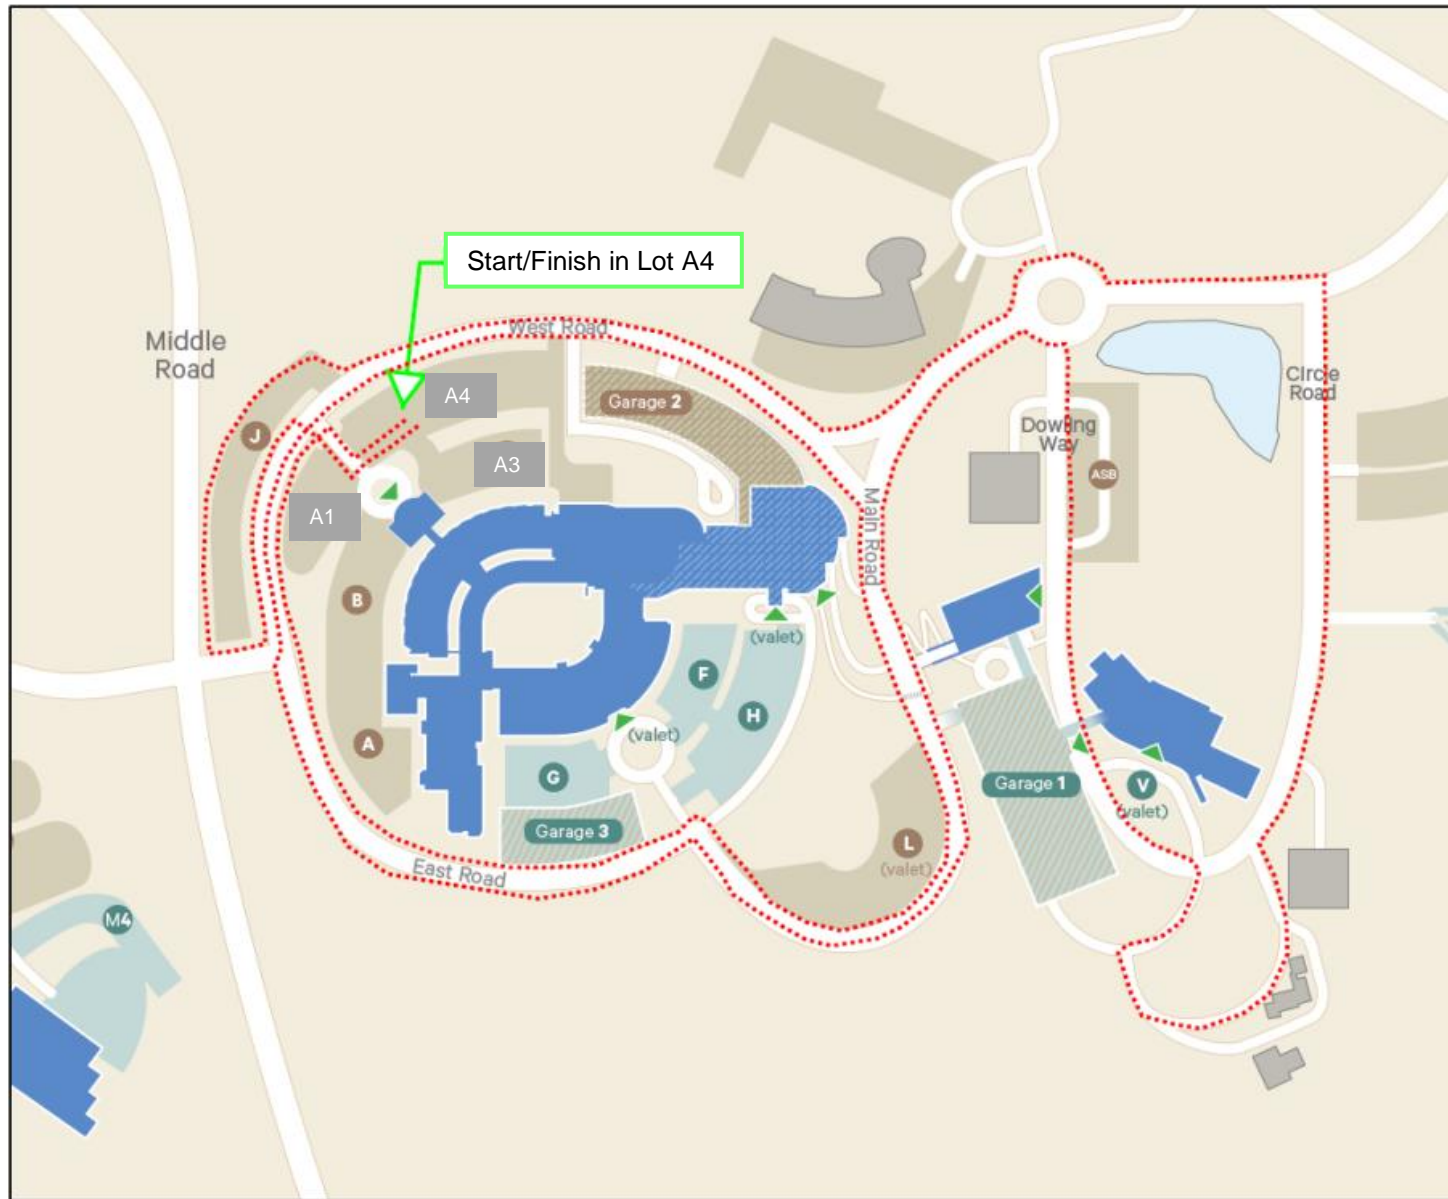 Start/Finish in Lot A4
West Road
Middle
Road
A4
Garage 2
Circle
Road
Dowling
Way
J
A3
ASB
A1
Main Road
B
(valet)
F
H
A
(valet)
G
Garage 1
V
(valet)
Garage 3
L
(valet)
East Road
M4